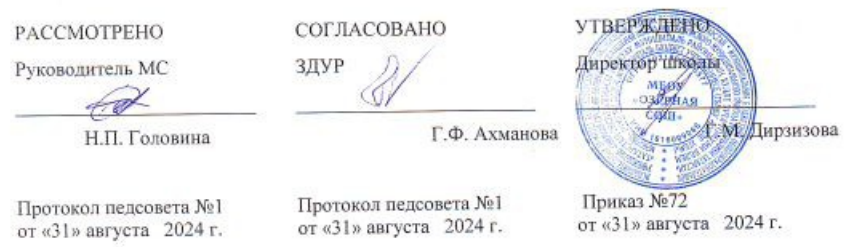 РАССМОТРЕНО
Руководитель МС
Н.П. Головина
Протокол педсовета №1
от «31» августа 2024 г.
СОГЛАСОВАНО
ЗДУР
Г.Ф. Ахманова
Протокол педсовета №1
от «31» августа 2024 г.
УТВЕРЖДЕНО
Директор школы
МБОУ
«ОЗЕРНАЯ
СОШ»
Г.М. Дирзизова
Приказ №72
от «31» августа 2024 г.